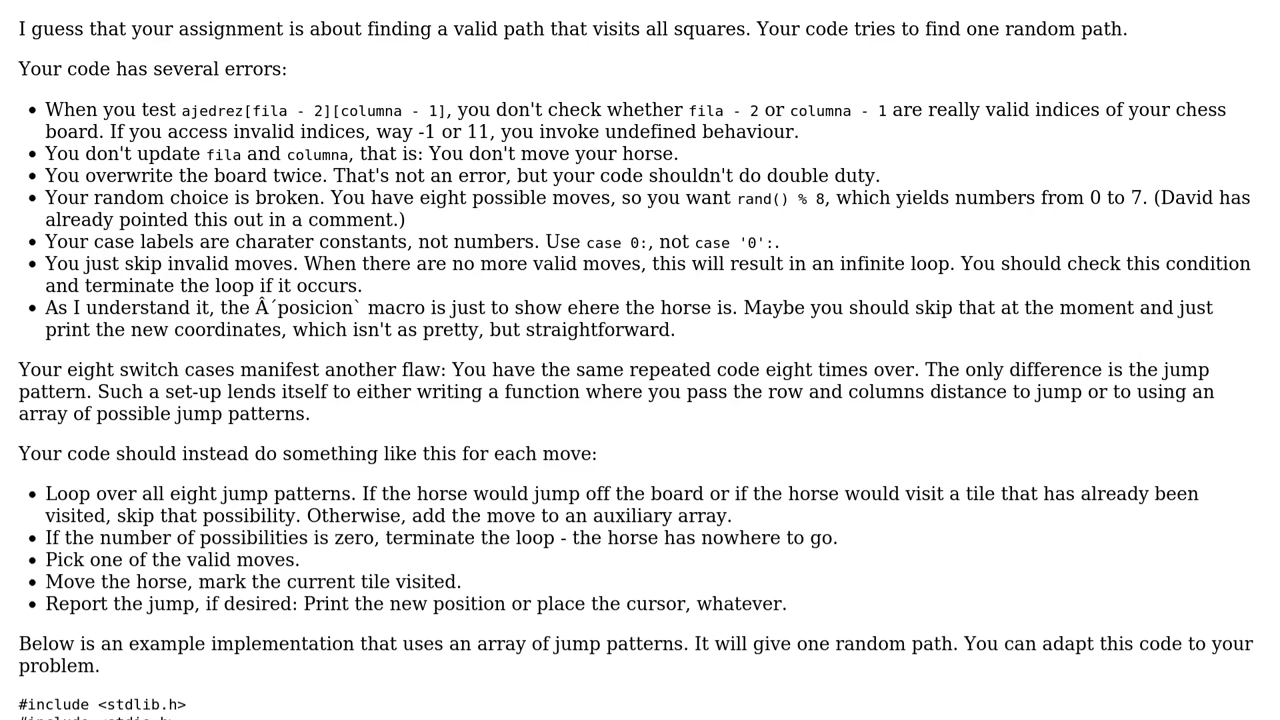 I guess that your assignment is about finding a valid path that visits all squares. Your code tries to find one random path.
Your code has several errors:
• When you test ajedrez[fila - 2][columna - 1], you don't check whether fila - 2 or columna - 1 are really valid indices of your chess
board. If you access invalid indices, way -1 or 11, you invoke undefined behaviour.
• You don't update fila and columna, that is: You don't move your horse.
• You overwrite the board twice. That's not an error, but your code shouldn't do double duty.
• Your random choice is broken. You have eight possible moves, so you want rand() % 8, which yields numbers from 0 to 7. (David has
already pointed this out in a comment.)
• Your case labels are charater constants, not numbers. Use case 0:, not case '0':.
• You just skip invalid moves. When there are no more valid moves, this will result in an infinite loop. You should check this condition
and terminate the loop if it occurs.
• As I understand it, the Â´posicion` macro is just to show ehere the horse is. Maybe you should skip that at the moment and just
print the new coordinates, which isn't as pretty, but straightforward.
Your eight switch cases manifest another flaw: You have the same repeated code eight times over. The only difference is the jump
pattern. Such a set-up lends itself to either writing a function where you pass the row and columns distance to jump or to using an
array of possible jump patterns.
Your code should instead do something like this for each move:
• Loop over all eight jump patterns. If the horse would jump off the board or if the horse would visit a tile that has already been
visited, skip that possibility. Otherwise, add the move to an auxiliary array.
• If the number of possibilities is zero, terminate the loop - the horse has nowhere to go.
• Pick one of the valid moves.
• Move the horse, mark the current tile visited.
• Report the jump, if desired: Print the new position or place the cursor, whatever.
Below is an example implementation that uses an array of jump patterns. It will give one random path. You can adapt this code to your
problem.
#include <stdlib.h>
#include <stdio.h>